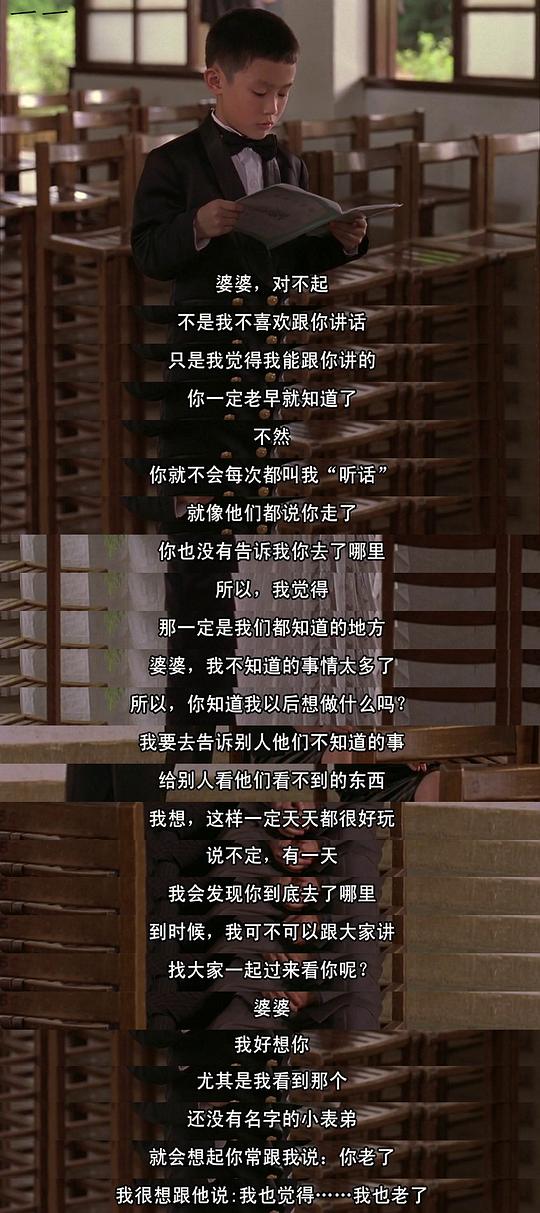 一一
婆婆，对不起
不是我不喜欢跟你讲话
只是我觉得我能跟你讲的
你一定老早就知道了
不然
你就不会每次都叫我“听话”
就像他们都说你走了
你也没有告诉我你去了哪里
所以，我觉得
那一定是我们都知道的地方
婆婆，我不知道的事情太多了
所以，你知道我以后想做什么吗？
我要去告诉别人他们不知道的事
给别人看他们看不到的东西
我想，这样一定天天都很好玩
说不定，有一天
我会发现你到底去了哪里
到时候，我可不可以跟大家讲
找大家一起过来看你呢？
婆婆
我好想你
尤其是我看到那个
还没有名字的小表弟
就会想起你常跟我说：你老了
我很想跟他说：我也觉得……我也老了